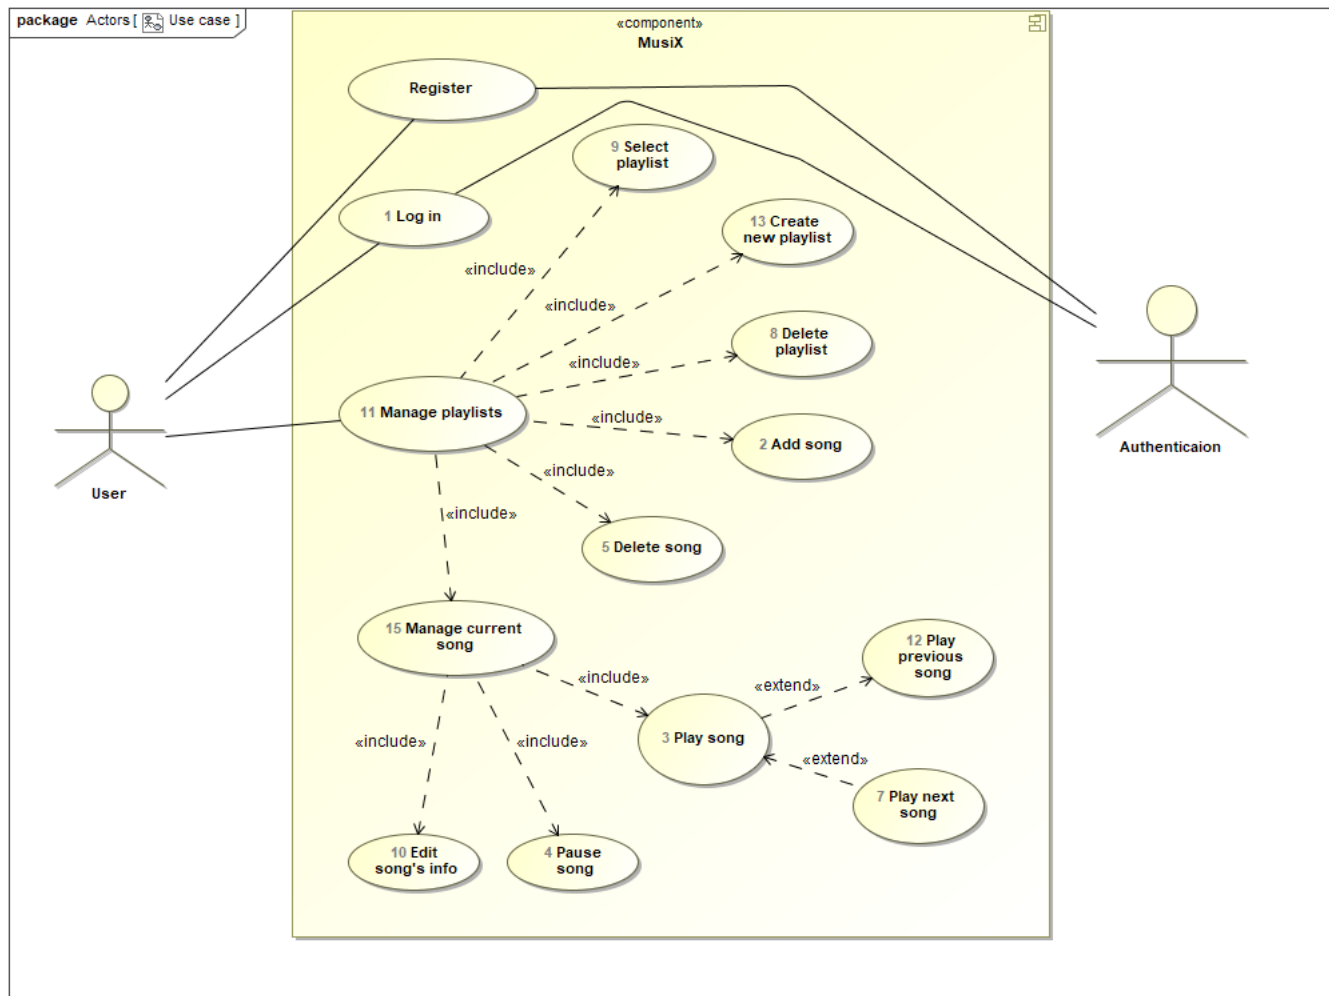 package Actors [ Use case ]
«component»
MusiX
Register
9 Select
playlist
1 Log in
13 Create
new playlist
«include»
«include»
8 Delete
playlist
«include»
11 Manage playlists
«include»
2 Add song
Authenticaion
«include»
User
«include»
5 Delete song
15 Manage current
song
12 Play
previous
song
«include»
«extend»
3 Play song
«include»
«include»
«extend»
7 Play next
song
10 Edit
song's info
4 Pause
song